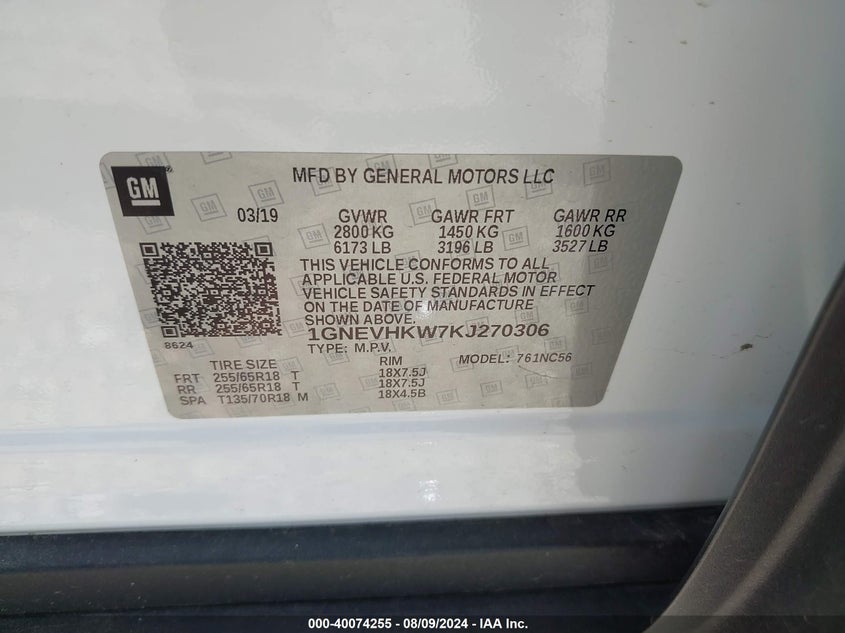 GM
MFD BY GENERAL MOTORS LLC
03/19 GVWR GAWR FRT GAWR RR
2800 KG 1450 KG 1600 KG
6173 LB 3196 LB 3527 LB
THIS VEHICLE CONFORMS TO ALL
APPLICABLE U.S. FEDERAL MOTOR
VEHICLE SAFETY STANDARDS IN EFFECT
ON THE DATE OF MANUFACTURE
SHOWN ABOVE.
1GNEVHKW7KJ270306
8624
TYPE: M.P.V. MODEL: 761NC56
TIRE SIZE RIM
FRT 255/65R18 T 18X7.5J
RR 255/65R18 T 18X7.5J
SPA T135/70R18 M 18X4.5B
000-40074255 - 08/09/2024 - IAA Inc.